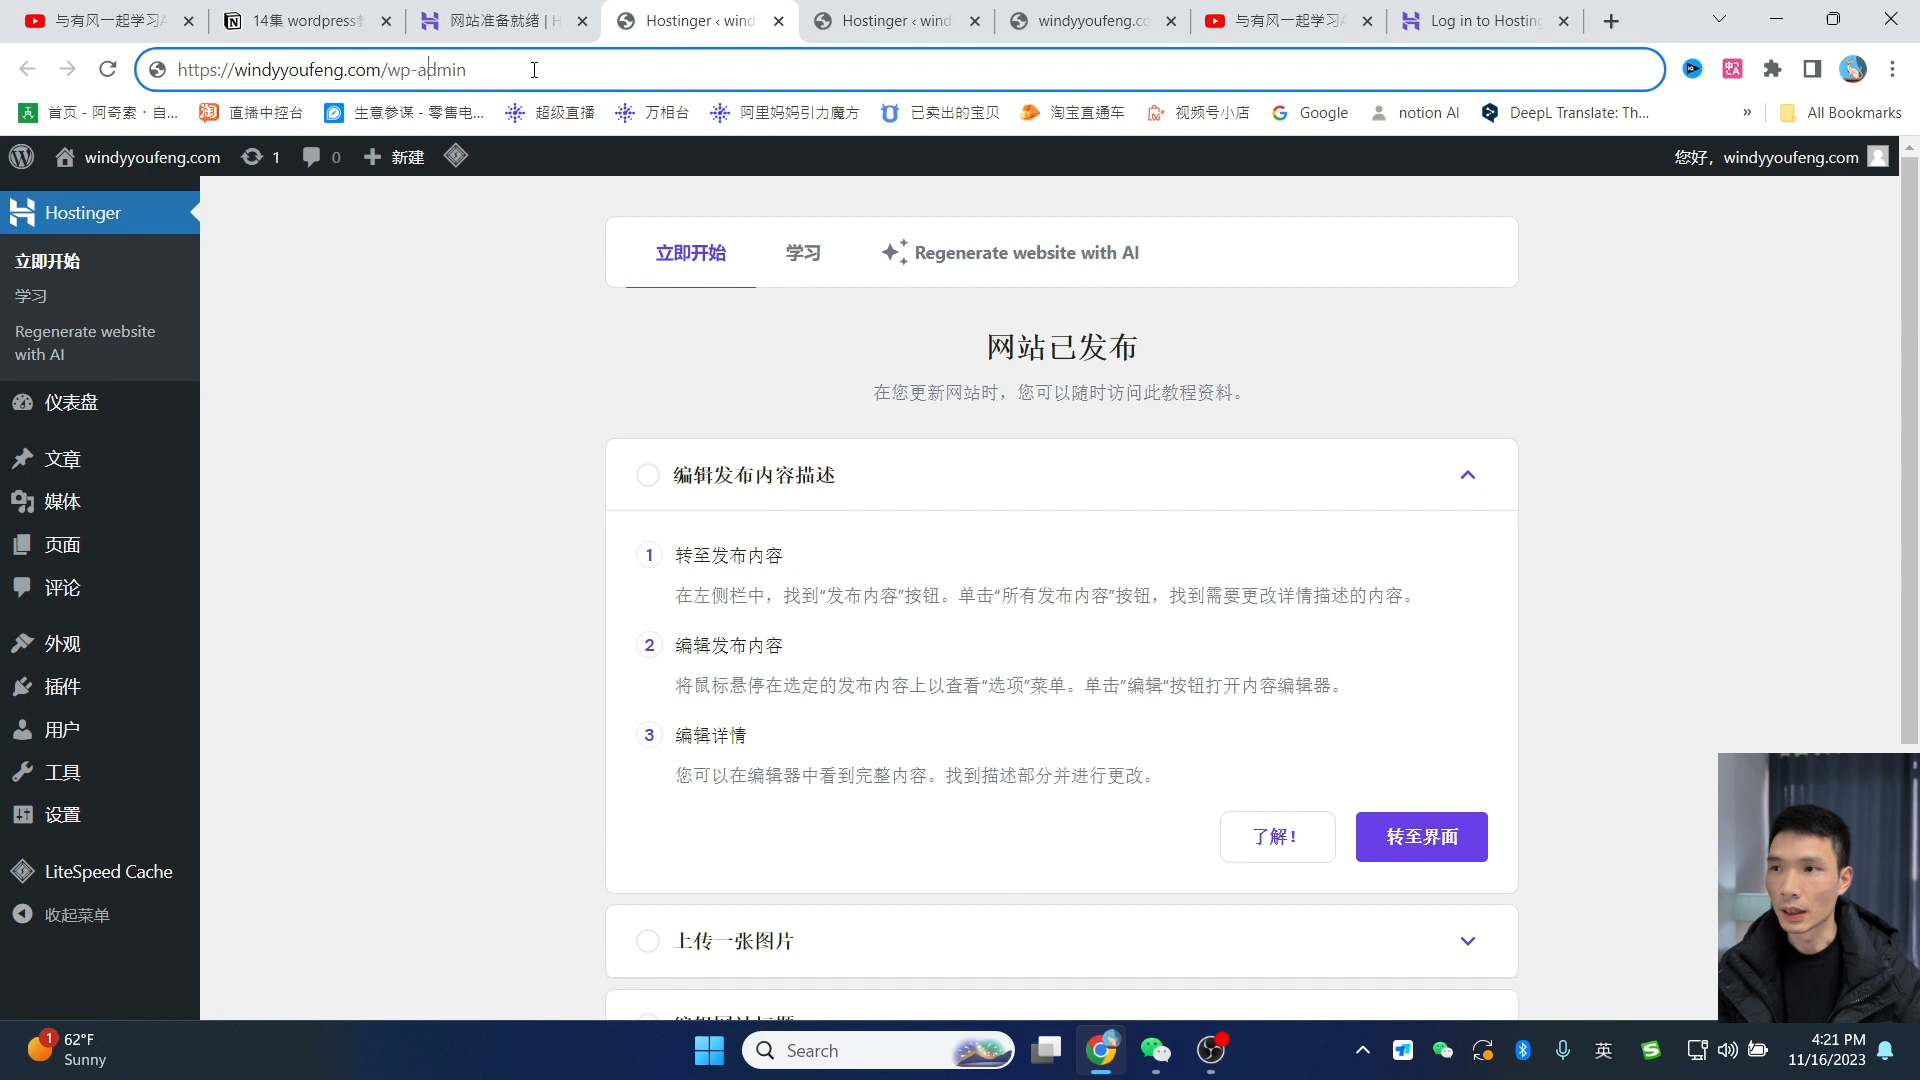 与有风一起学习A
14集 wordpress教
网站准备就绪 | H
Hostinger ‹ wind
Hostinger ‹ wind
windyyoufeng.co
与有风一起学习A
Log in to Hosting
https://windyyoufeng.com/wp-admin
首页 - 阿奇索 · 自...
直播中控台
生意参谋 - 零售电...
超级直播
万相台
阿里妈妈引力魔方
已卖出的宝贝
淘宝直通车
视频号小店
Google
notion AI
DeepL Translate: Th...
»
All Bookmarks
windyyoufeng.com
1
0
新建
您好，windyyoufeng.com
Hostinger
立即开始
学习
Regenerate website
with AI
仪表盘
文章
媒体
页面
评论
外观
插件
用户
工具
设置
LiteSpeed Cache
收起菜单
立即开始
学习
Regenerate website with AI
网站已发布
在您更新网站时，您可以随时访问此教程资料。
编辑发布内容描述
1 转至发布内容
在左侧栏中，找到“发布内容”按钮。单击“所有发布内容”按钮，找到需要更改详情描述的内容。
2 编辑发布内容
将鼠标悬停在选定的发布内容上以查看“选项”菜单。单击“编辑”按钮打开内容编辑器。
3 编辑详情
您可以在编辑器中看到完整内容。找到描述部分并进行更改。
了解！
转至界面
上传一张图片
1
62°F
Sunny
Search
英
4:21 PM
11/16/2023